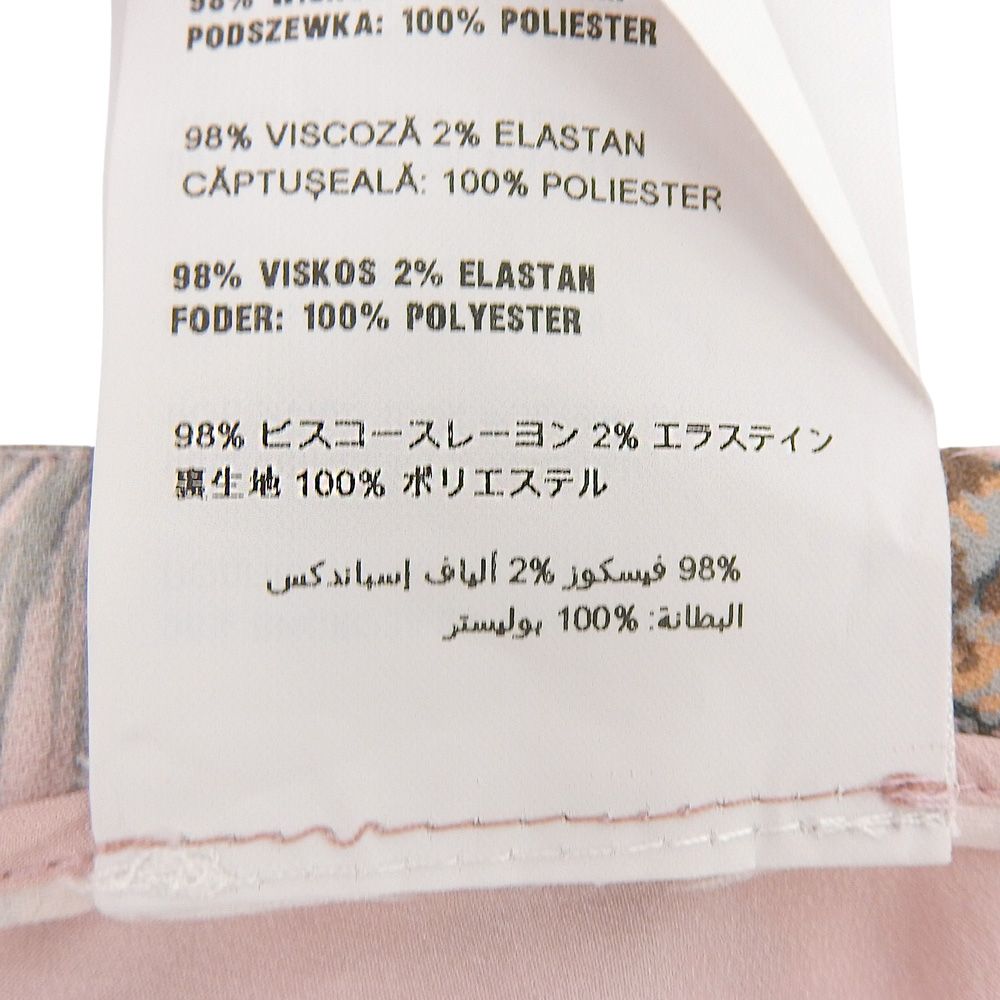 98%
PODSZEWKA: 100% POLIESTER
98% VISCOZĂ 2% ELASTAN
CĂPTUȘEALĂ: 100% POLIESTER
98% VISKOS 2% ELASTAN
FODER: 100% POLYESTER
98% ビスコースレーヨン 2% エラステイン
裏生地 100% ポリエステル
98% فيسكوز 2% ألياف إسباندكس
البطانة: 100% بوليستر